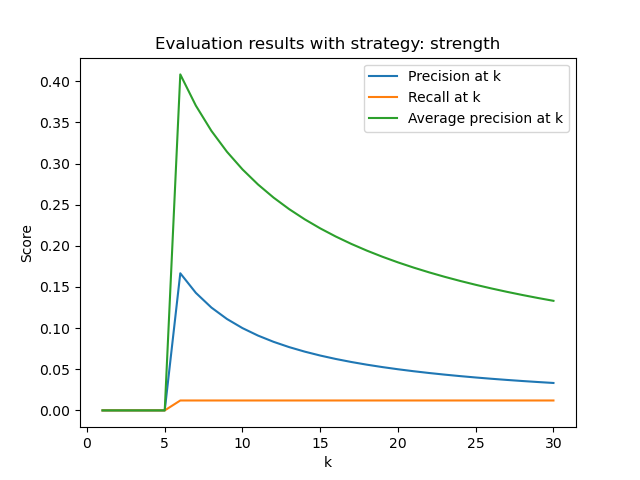 Evaluation results with strategy: strength
Precision at k
Recall at k
Average precision at k
0.40
0.35
0.30
0.25
0.20
0.15
0.10
0.05
0.00
Score
0
5
10
15
20
25
30
k